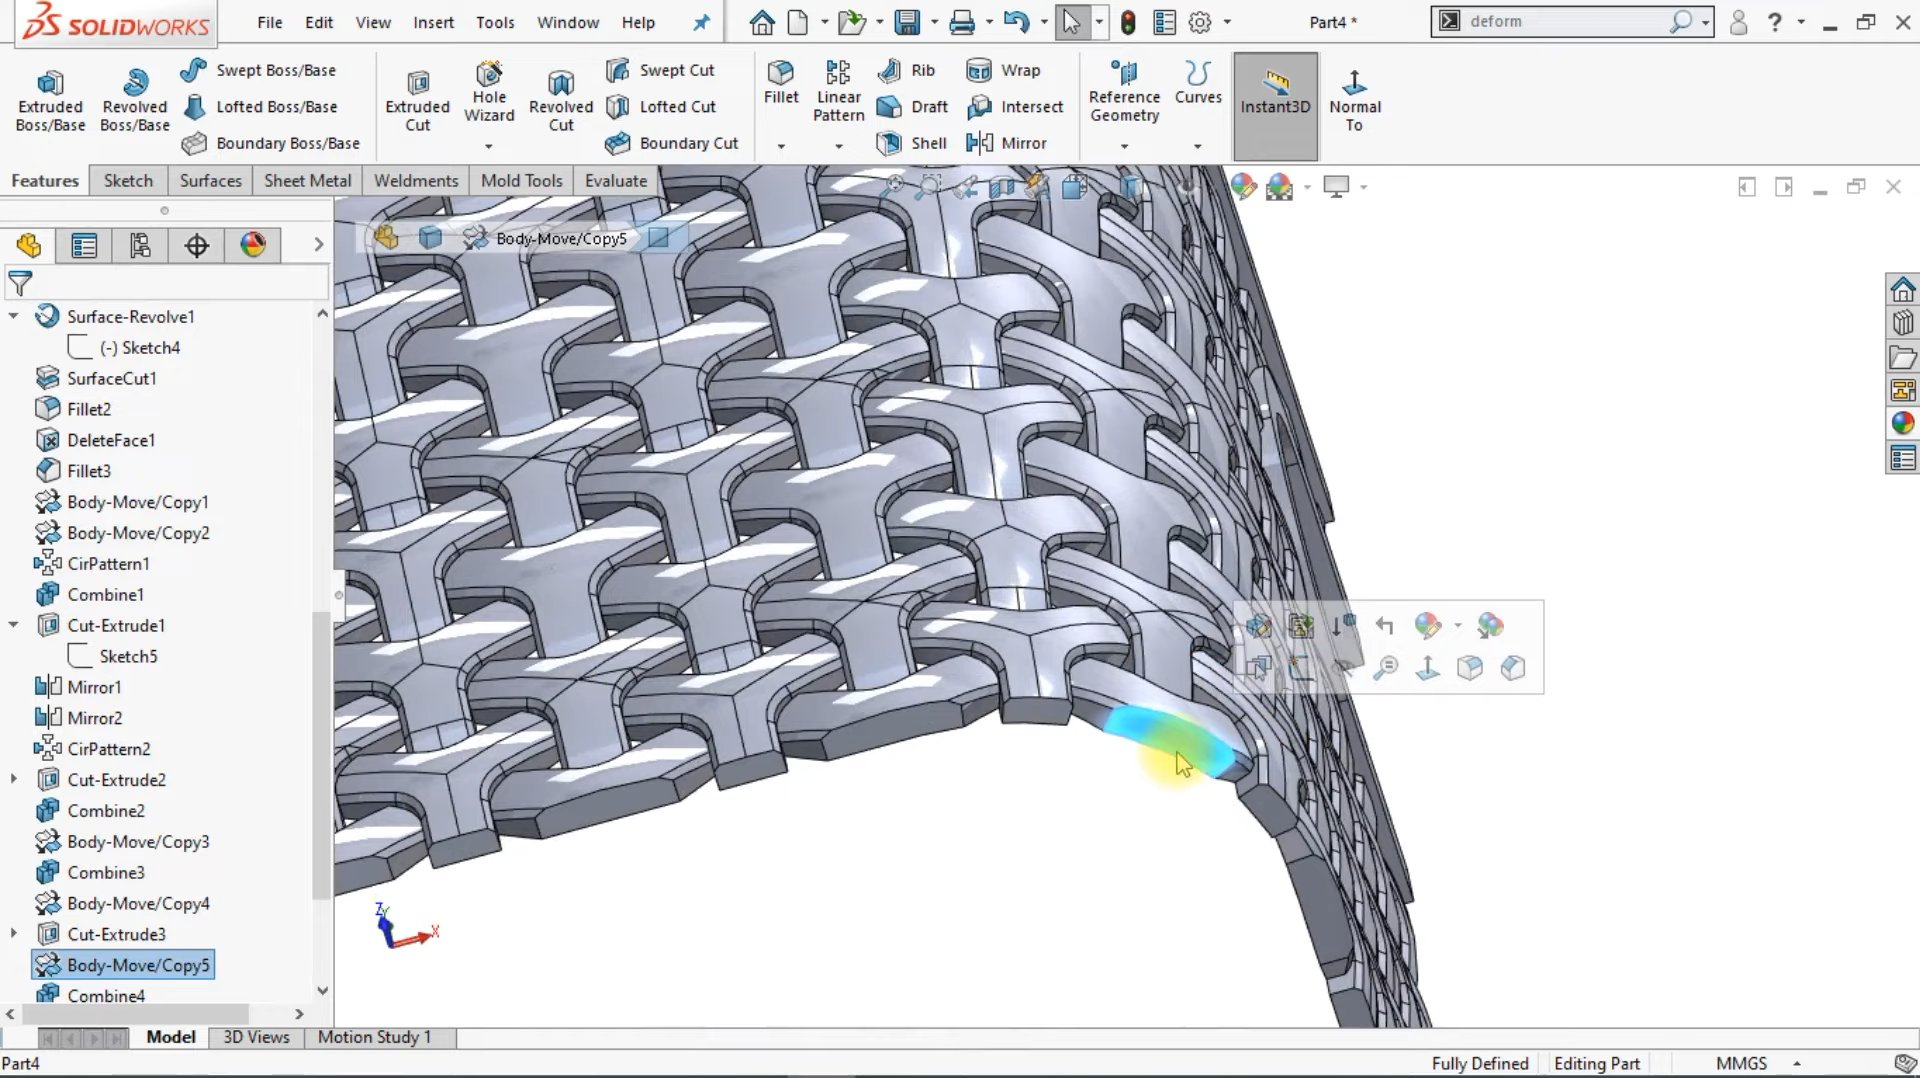 SOLIDWORKS
File Edit View Insert Tools Window Help
Part4 *
deform
Extruded Boss/Base
Revolved Boss/Base
Swept Boss/Base
Lofted Boss/Base
Boundary Boss/Base
Extruded Cut
Hole Wizard
Revolved Cut
Swept Cut
Lofted Cut
Boundary Cut
Fillet
Linear Pattern
Rib
Draft
Shell
Wrap
Intersect
Mirror
Reference Geometry
Curves
Instant3D
Normal To
Features Sketch Surfaces Sheet Metal Weldments Mold Tools Evaluate
Body-Move/Copy5
Surface-Revolve1
(-) Sketch4
SurfaceCut1
Fillet2
DeleteFace1
Fillet3
Body-Move/Copy1
Body-Move/Copy2
CirPattern1
Combine1
Cut-Extrude1
Sketch5
Mirror1
Mirror2
CirPattern2
Cut-Extrude2
Combine2
Body-Move/Copy3
Combine3
Body-Move/Copy4
Cut-Extrude3
Body-Move/Copy5
Combine4
Z
Y
X
Model 3D Views Motion Study 1
Part4
Fully Defined Editing Part MMGS